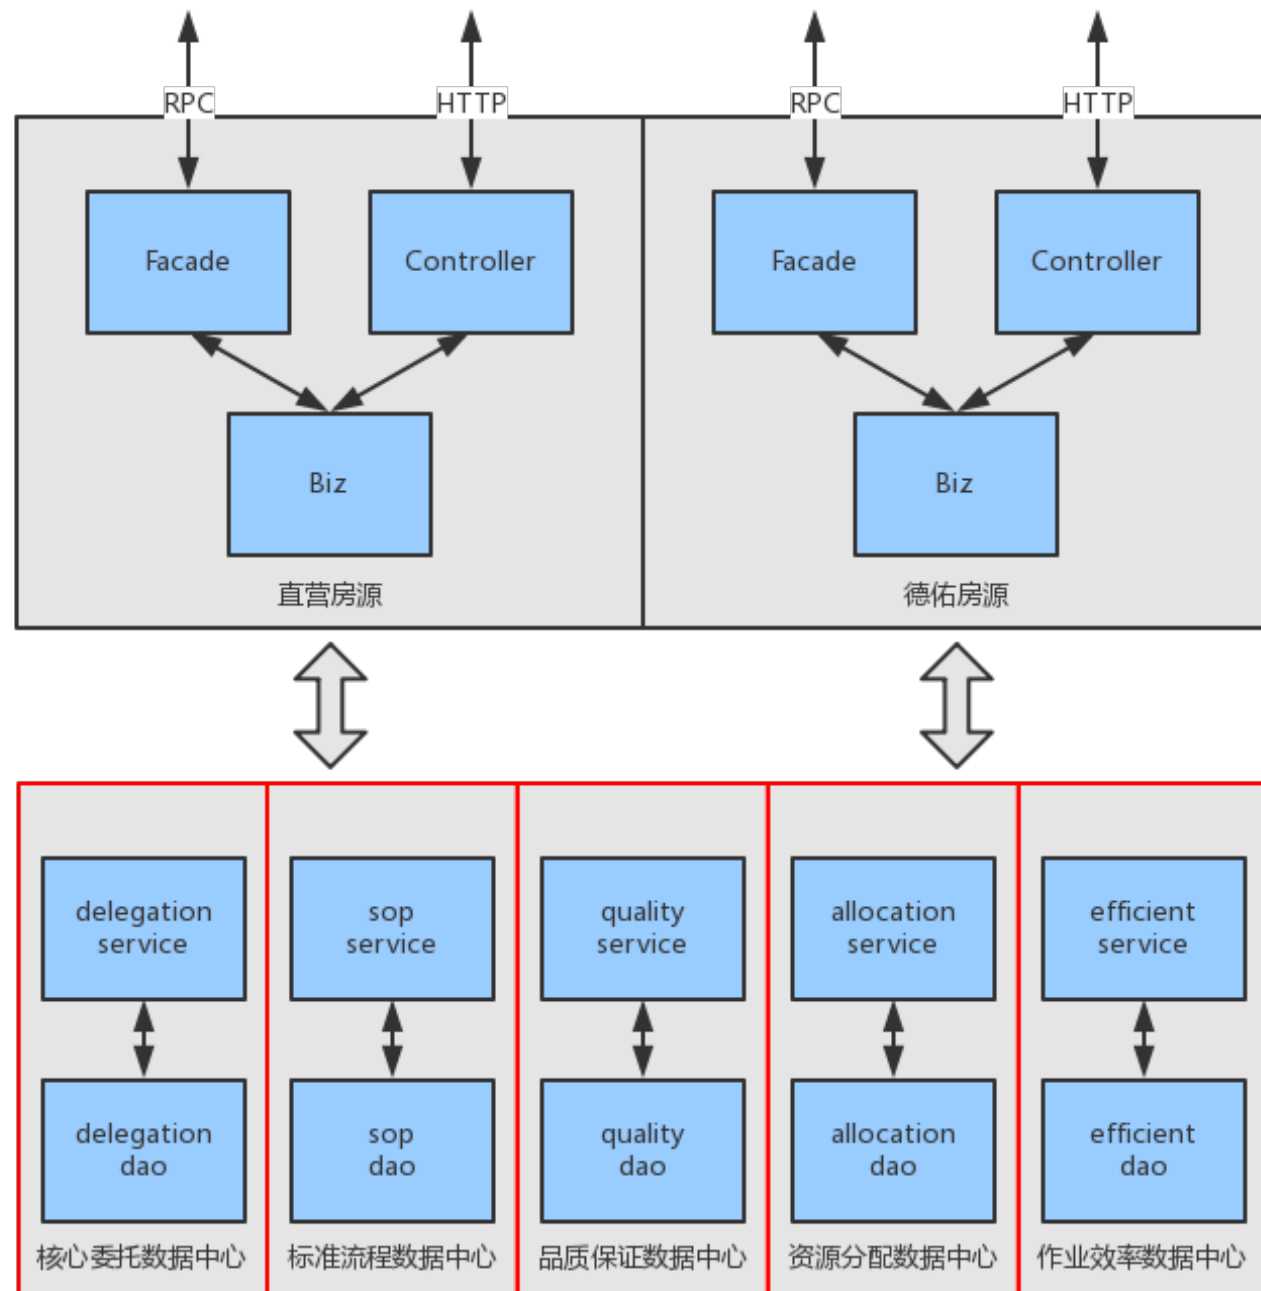 RPC
HTTP
RPC
HTTP
Facade
Controller
Facade
Controller
Biz
Biz
直营房源
德佑房源
delegation
service
sop
service
quality
service
allocation
service
efficient
service
delegation
dao
sop
dao
quality
dao
allocation
dao
efficient
dao
核心委托数据中心
标准流程数据中心
品质保证数据中心
资源分配数据中心
作业效率数据中心